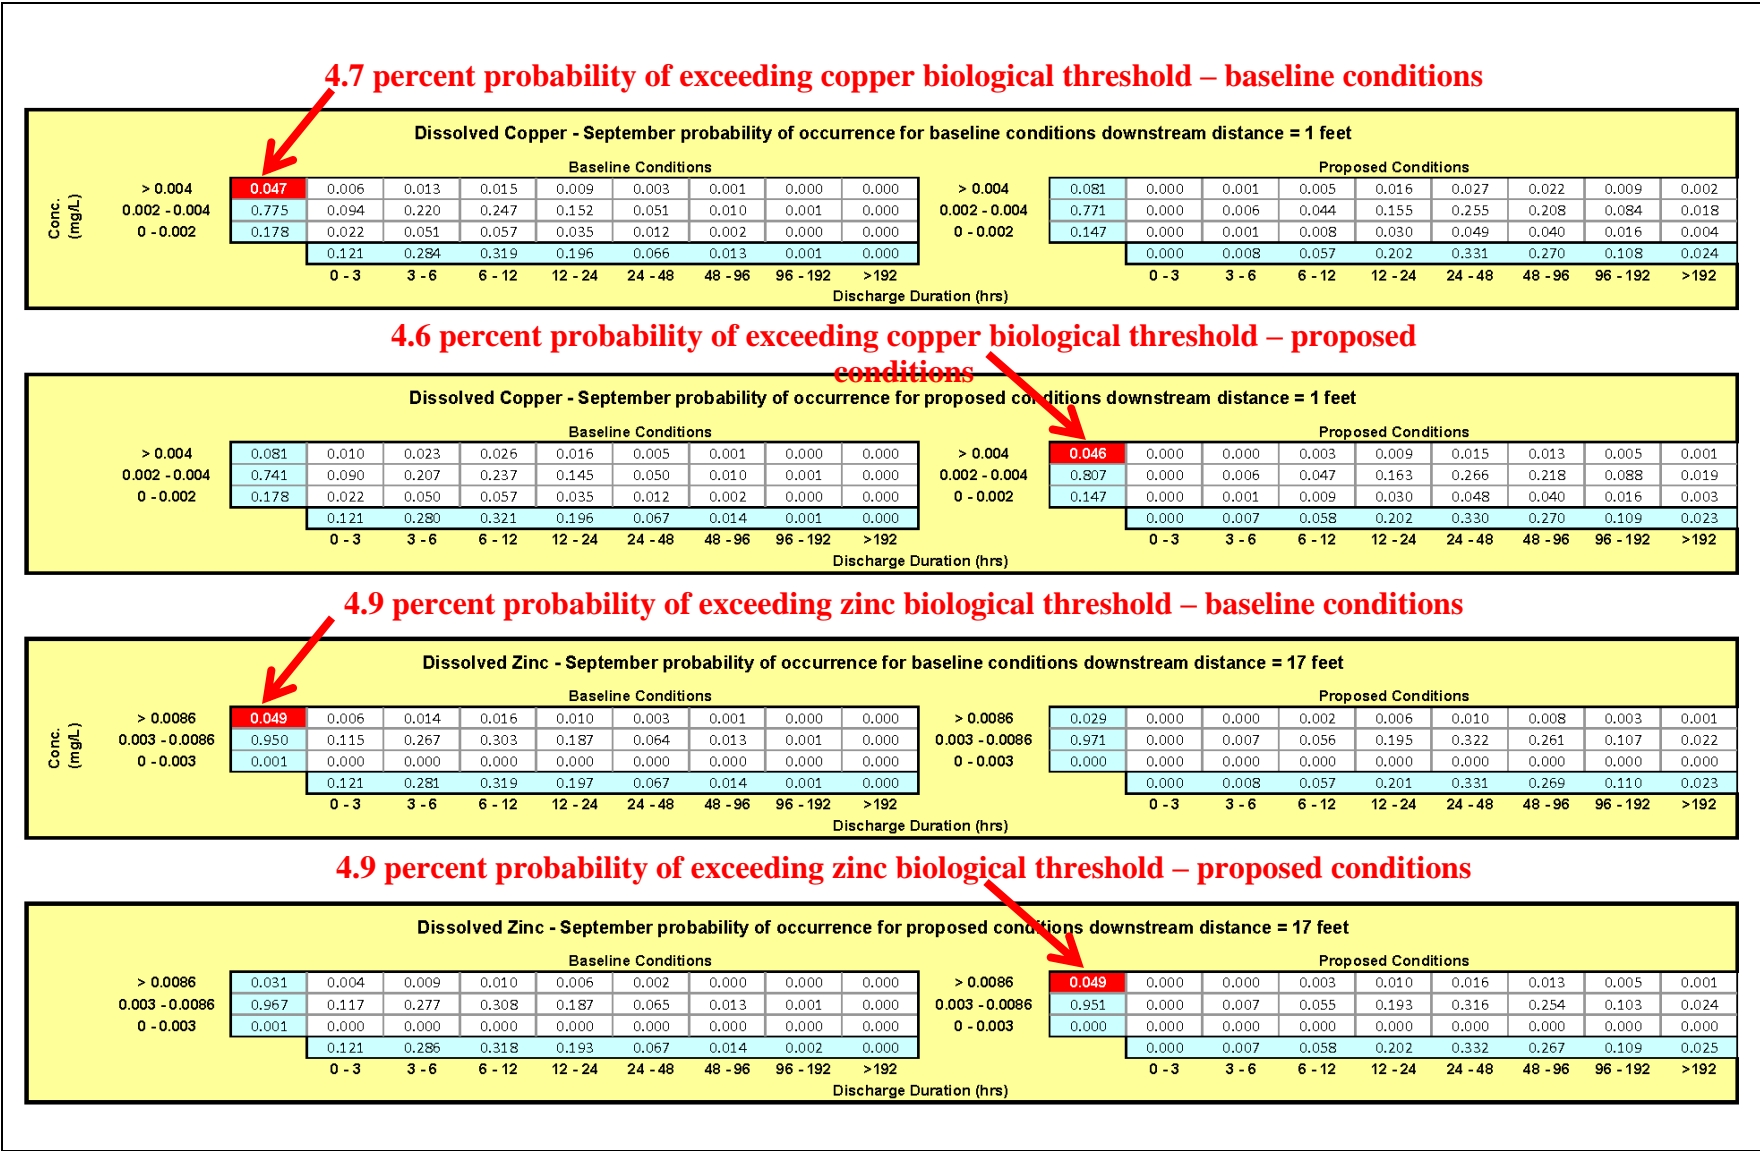 4.7 percent probability of exceeding copper biological threshold – baseline conditions
Dissolved Copper - September probability of occurrence for baseline conditions downstream distance = 1 feet
Baseline Conditions Proposed Conditions
Conc. (mg/L)
> 0.004 0.047 0.006 0.013 0.015 0.009 0.003 0.001 0.000 0.000 > 0.004 0.081 0.000 0.001 0.005 0.016 0.027 0.022 0.009 0.002
0.002 - 0.004 0.775 0.094 0.220 0.247 0.152 0.051 0.010 0.001 0.000 0.002 - 0.004 0.771 0.000 0.006 0.044 0.155 0.255 0.208 0.084 0.018
0 - 0.002 0.178 0.022 0.051 0.057 0.035 0.012 0.002 0.000 0.000 0 - 0.002 0.147 0.000 0.001 0.008 0.030 0.049 0.040 0.016 0.004
0.121 0.284 0.319 0.196 0.066 0.013 0.001 0.000 0.000 0.008 0.057 0.202 0.331 0.270 0.108 0.024
0 - 3 3 - 6 6 - 12 12 - 24 24 - 48 48 - 96 96 - 192 >192 0 - 3 3 - 6 6 - 12 12 - 24 24 - 48 48 - 96 96 - 192 >192
Discharge Duration (hrs)
4.6 percent probability of exceeding copper biological threshold – proposed
conditions
Dissolved Copper - September probability of occurrence for proposed conditions downstream distance = 1 feet
Baseline Conditions Proposed Conditions
> 0.004 0.081 0.010 0.023 0.026 0.016 0.005 0.001 0.000 0.000 > 0.004 0.046 0.000 0.000 0.003 0.009 0.015 0.013 0.005 0.001
0.002 - 0.004 0.741 0.090 0.207 0.237 0.145 0.050 0.010 0.001 0.000 0.002 - 0.004 0.807 0.000 0.006 0.047 0.163 0.266 0.218 0.088 0.019
0 - 0.002 0.178 0.022 0.050 0.057 0.035 0.012 0.002 0.000 0.000 0 - 0.002 0.147 0.000 0.001 0.009 0.030 0.048 0.040 0.016 0.003
0.121 0.280 0.321 0.196 0.067 0.014 0.001 0.000 0.000 0.007 0.058 0.202 0.330 0.270 0.109 0.023
0 - 3 3 - 6 6 - 12 12 - 24 24 - 48 48 - 96 96 - 192 >192 0 - 3 3 - 6 6 - 12 12 - 24 24 - 48 48 - 96 96 - 192 >192
Discharge Duration (hrs)
4.9 percent probability of exceeding zinc biological threshold – baseline conditions
Dissolved Zinc - September probability of occurrence for baseline conditions downstream distance = 17 feet
Baseline Conditions Proposed Conditions
Conc. (mg/L)
> 0.0086 0.049 0.006 0.014 0.016 0.010 0.003 0.001 0.000 0.000 > 0.0086 0.029 0.000 0.000 0.002 0.006 0.010 0.008 0.003 0.001
0.003 - 0.0086 0.950 0.115 0.267 0.303 0.187 0.064 0.013 0.001 0.000 0.003 - 0.0086 0.971 0.000 0.007 0.056 0.195 0.322 0.261 0.107 0.022
0 - 0.003 0.001 0.000 0.000 0.000 0.000 0.000 0.000 0.000 0.000 0 - 0.003 0.000 0.000 0.000 0.000 0.000 0.000 0.000 0.000 0.000
0.121 0.281 0.319 0.197 0.067 0.014 0.001 0.000 0.000 0.008 0.057 0.201 0.331 0.269 0.110 0.023
0 - 3 3 - 6 6 - 12 12 - 24 24 - 48 48 - 96 96 - 192 >192 0 - 3 3 - 6 6 - 12 12 - 24 24 - 48 48 - 96 96 - 192 >192
Discharge Duration (hrs)
4.9 percent probability of exceeding zinc biological threshold – proposed conditions
Dissolved Zinc - September probability of occurrence for proposed conditions downstream distance = 17 feet
Baseline Conditions Proposed Conditions
> 0.0086 0.031 0.004 0.009 0.010 0.006 0.002 0.000 0.000 0.000 > 0.0086 0.049 0.000 0.000 0.003 0.010 0.016 0.013 0.005 0.001
0.003 - 0.0086 0.967 0.117 0.277 0.308 0.187 0.065 0.013 0.001 0.000 0.003 - 0.0086 0.951 0.000 0.007 0.055 0.193 0.316 0.254 0.103 0.024
0 - 0.003 0.001 0.000 0.000 0.000 0.000 0.000 0.000 0.000 0.000 0 - 0.003 0.000 0.000 0.000 0.000 0.000 0.000 0.000 0.000 0.000
0.121 0.286 0.318 0.193 0.067 0.014 0.002 0.000 0.000 0.007 0.058 0.202 0.332 0.267 0.109 0.025
0 - 3 3 - 6 6 - 12 12 - 24 24 - 48 48 - 96 96 - 192 >192 0 - 3 3 - 6 6 - 12 12 - 24 24 - 48 48 - 96 96 - 192 >192
Discharge Duration (hrs)